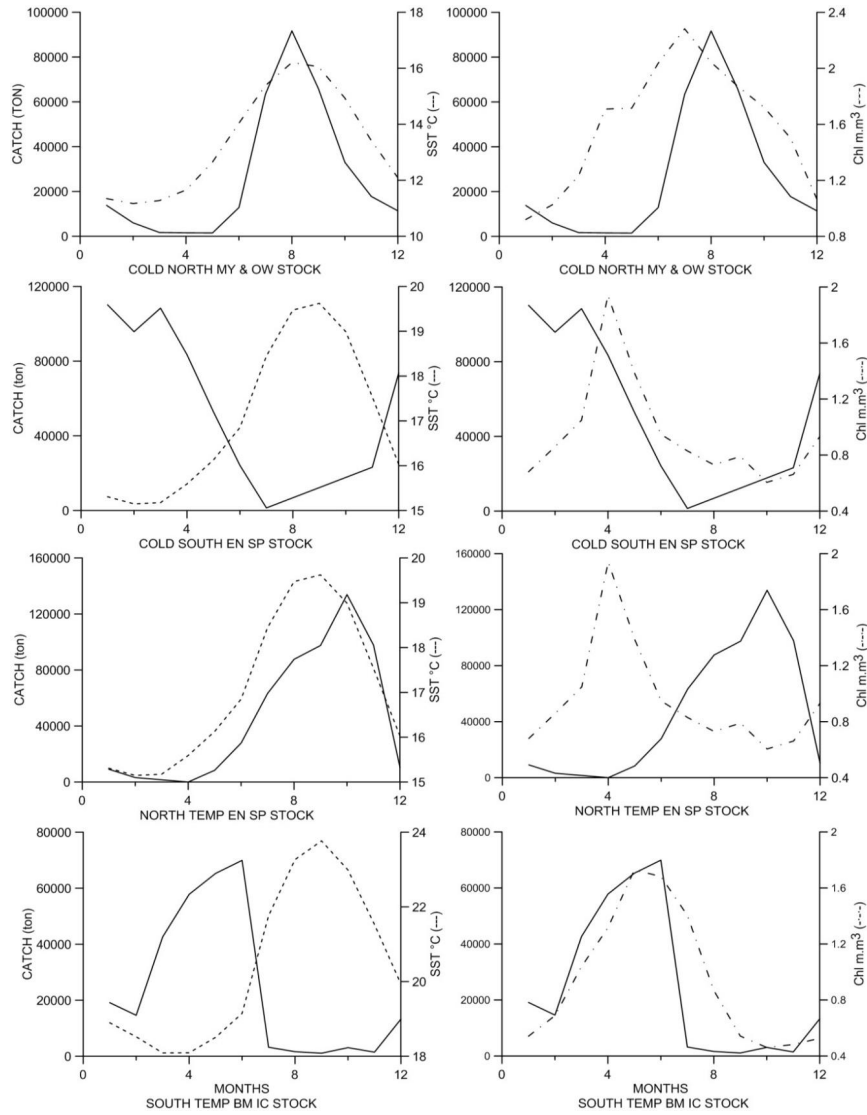 CATCH (TON)
100000
80000
60000
40000
20000
0
18
16
14
12
10
SST °C (---)
0 4 8 12
COLD NORTH MY & OW STOCK
100000
80000
60000
40000
20000
0
2.4
2
1.6
1.2
0.8
Chl m.m³ (---)
0 4 8 12
COLD NORTH MY & OW STOCK
CATCH (ton)
120000
80000
40000
0
20
19
18
17
16
15
SST °C (---)
0 4 8 12
COLD SOUTH EN SP STOCK
120000
80000
40000
0
2
1.6
1.2
0.8
0.4
Chl m.m³ (----)
0 4 8 12
COLD SOUTH EN SP STOCK
CATCH (ton)
160000
120000
80000
40000
0
20
19
18
17
16
15
SST °C (---)
0 4 8 12
NORTH TEMP EN SP STOCK
160000
120000
80000
40000
0
2
1.6
1.2
0.8
0.4
Chl m.m³ (----)
0 4 8 12
NORTH TEMP EN SP STOCK
CATCH (ton)
80000
60000
40000
20000
0
24
22
20
18
SST °C (---)
0 4 8 12
MONTHS
SOUTH TEMP BM IC STOCK
80000
60000
40000
20000
0
2
1.6
1.2
0.8
0.4
Chl m.m³ (----)
0 4 8 12
MONTHS
SOUTH TEMP BM IC STOCK